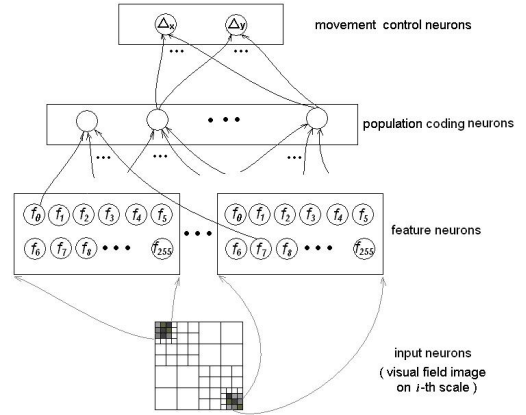 Δx Δy
movement control neurons
... ...
• • •
population coding neurons
... ... ...
f0 f1 f2 f3 f4 f5
f6 f7 f8 • • • f255
• • •
f0 f1 f2 f3 f4 f5
f6 f7 f8 • • • f255
feature neurons
input neurons
( visual field image
on i-th scale )